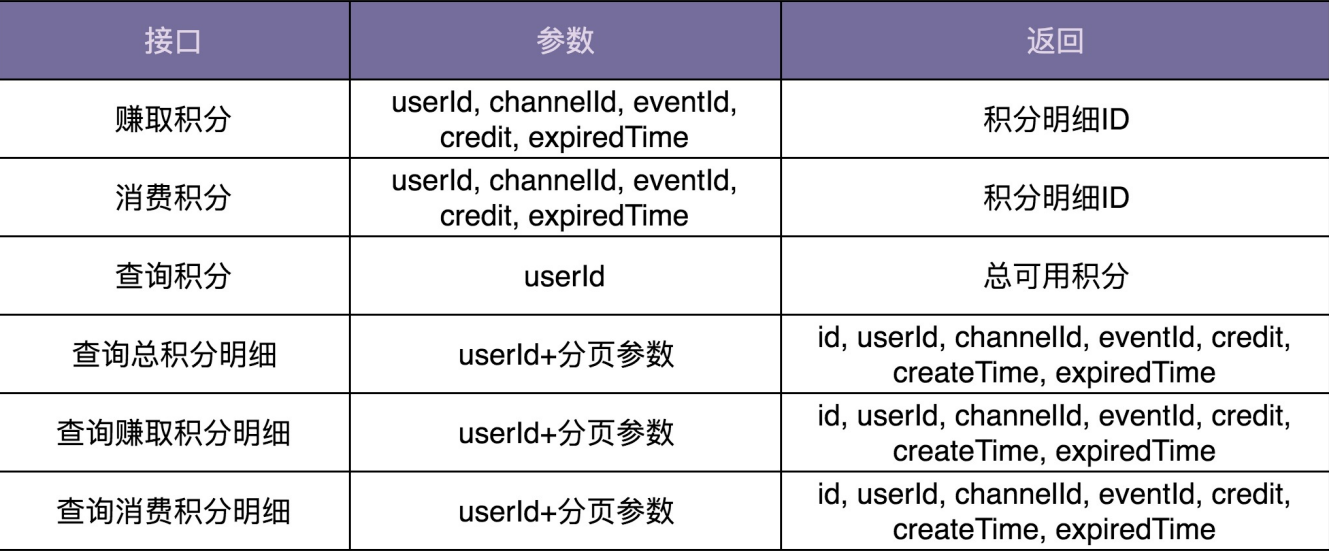 接口 参数 返回
赚取积分 userId, channelId, eventId, 积分明细ID
credit, expiredTime
消费积分 userId, channelId, eventId, 积分明细ID
credit, expiredTime
查询积分 userId 总可用积分
查询总积分明细 userId+分页参数 id, userId, channelId, eventId, credit,
createTime, expiredTime
查询赚取积分明细 userId+分页参数 id, userId, channelId, eventId, credit,
createTime, expiredTime
查询消费积分明细 userId+分页参数 id, userId, channelId, eventId, credit,
createTime, expiredTime